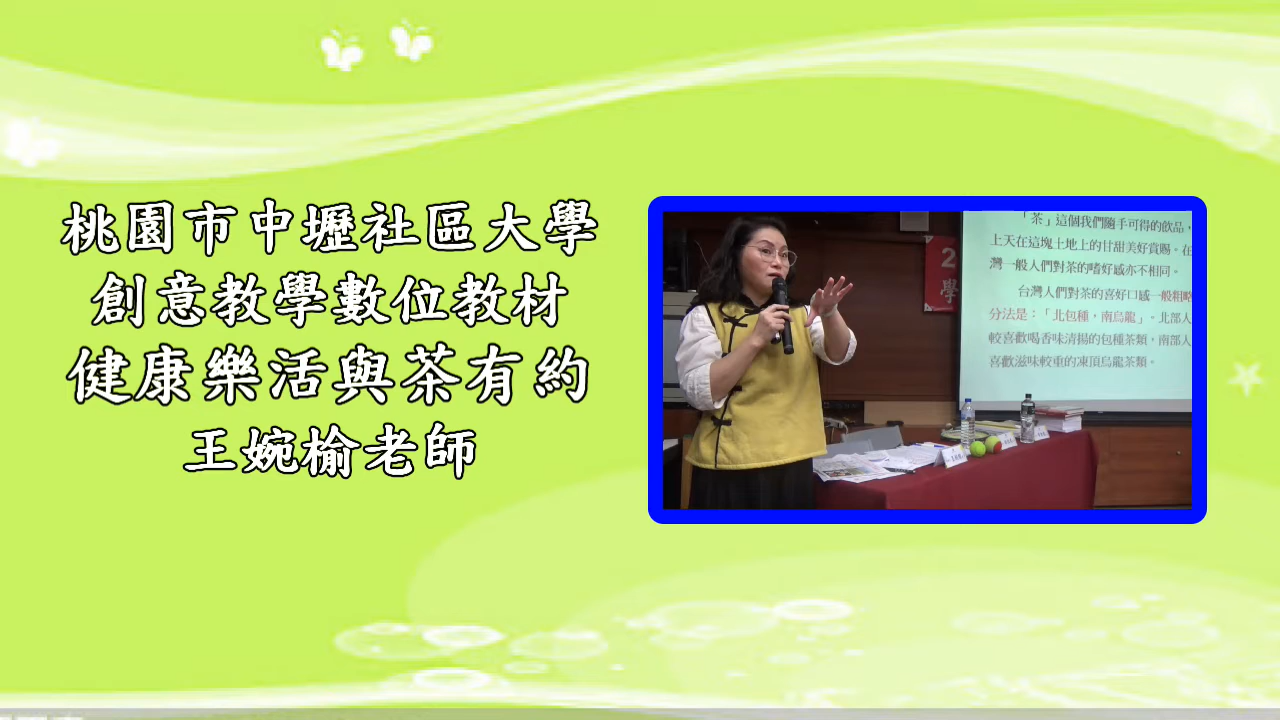 桃園市中壢社區大學
創意教學數位教材
健康樂活與茶有約
王婉榆老師
「茶」這個我們隨手可得的飲品，
上天在這塊土地上的甘甜美好賞賜。在
灣一般人們對茶的嗜好感亦不相同。
台灣人們對茶的喜好口感一般粗略
分法是：「北包種，南烏龍」。北部人
較喜歡喝香味清揚的包種茶類，南部人
喜歡滋味較重的凍頂烏龍茶類。
2
學